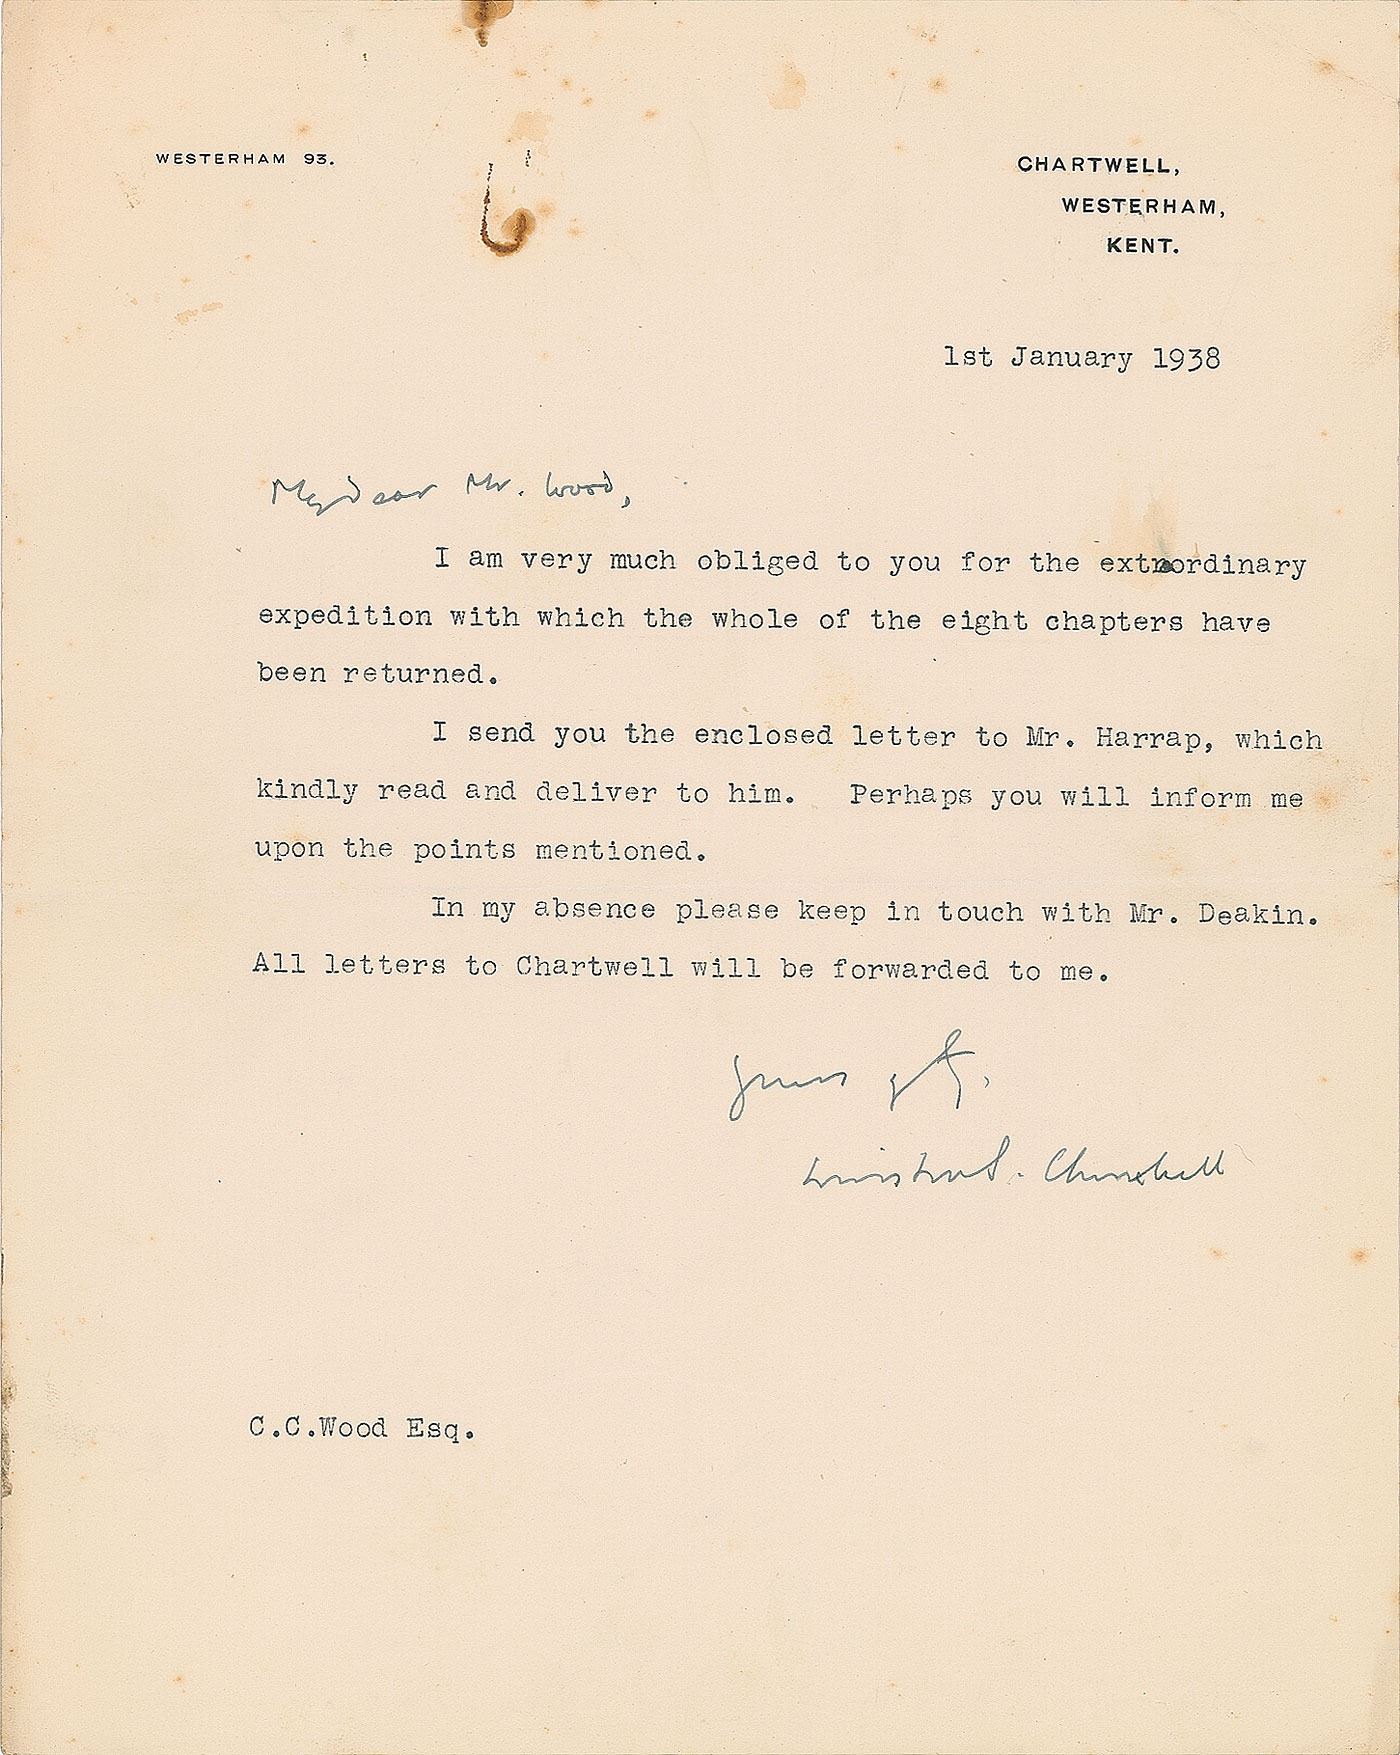 WESTERHAM 93.
CHARTWELL,
WESTERHAM,
KENT.
1st January 1938
My dear Mr. Wood,
I am very much obliged to you for the extraordinary
expedition with which the whole of the eight chapters have
been returned.
I send you the enclosed letter to Mr. Harrap, which
kindly read and deliver to him. Perhaps you will inform me
upon the points mentioned.
In my absence please keep in touch with Mr. Deakin.
All letters to Chartwell will be forwarded to me.
Yours
Winston S. Churchill
C.C.Wood Esq.